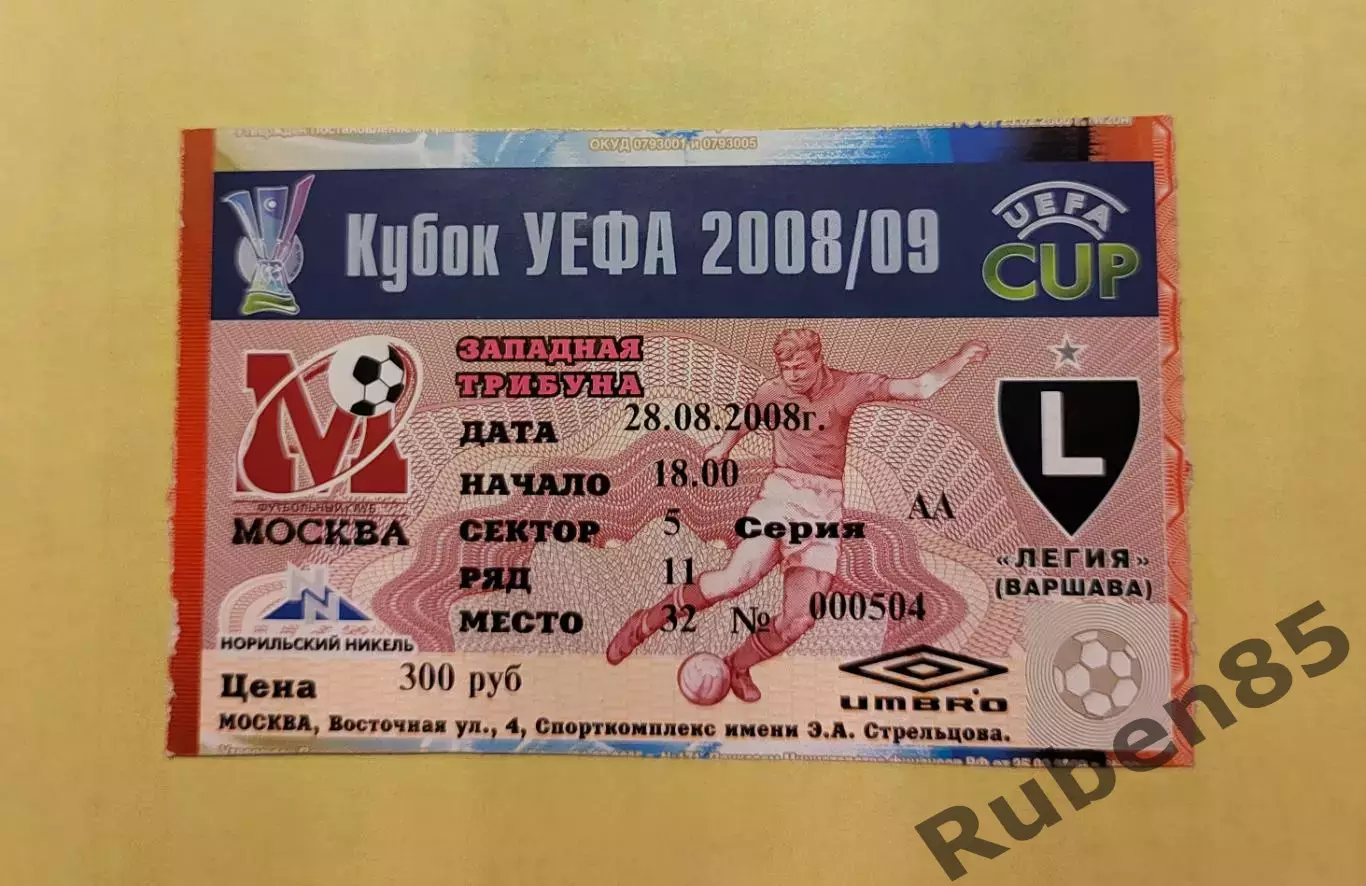 ОКУД 0793001 и 0793005
Кубок УЕФА 2008/09
UEFA
CUP
М
ЗАПАДНАЯ
ТРИБУНА
ДАТА 28.08.2008г.
НАЧАЛО 18.00
СЕКТОР 5 Серия АА
РЯД 11
МЕСТО 32 № 000504
ФУТБОЛЬНЫЙ КЛУБ
МОСКВА
НОРИЛЬСКИЙ НИКЕЛЬ
L
«ЛЕГИЯ»
(ВАРШАВА)
Цена 300 руб
umbro
МОСКВА, Восточная ул., 4, Спорткомплекс имени Э.А. Стрельцова.
Ruben85